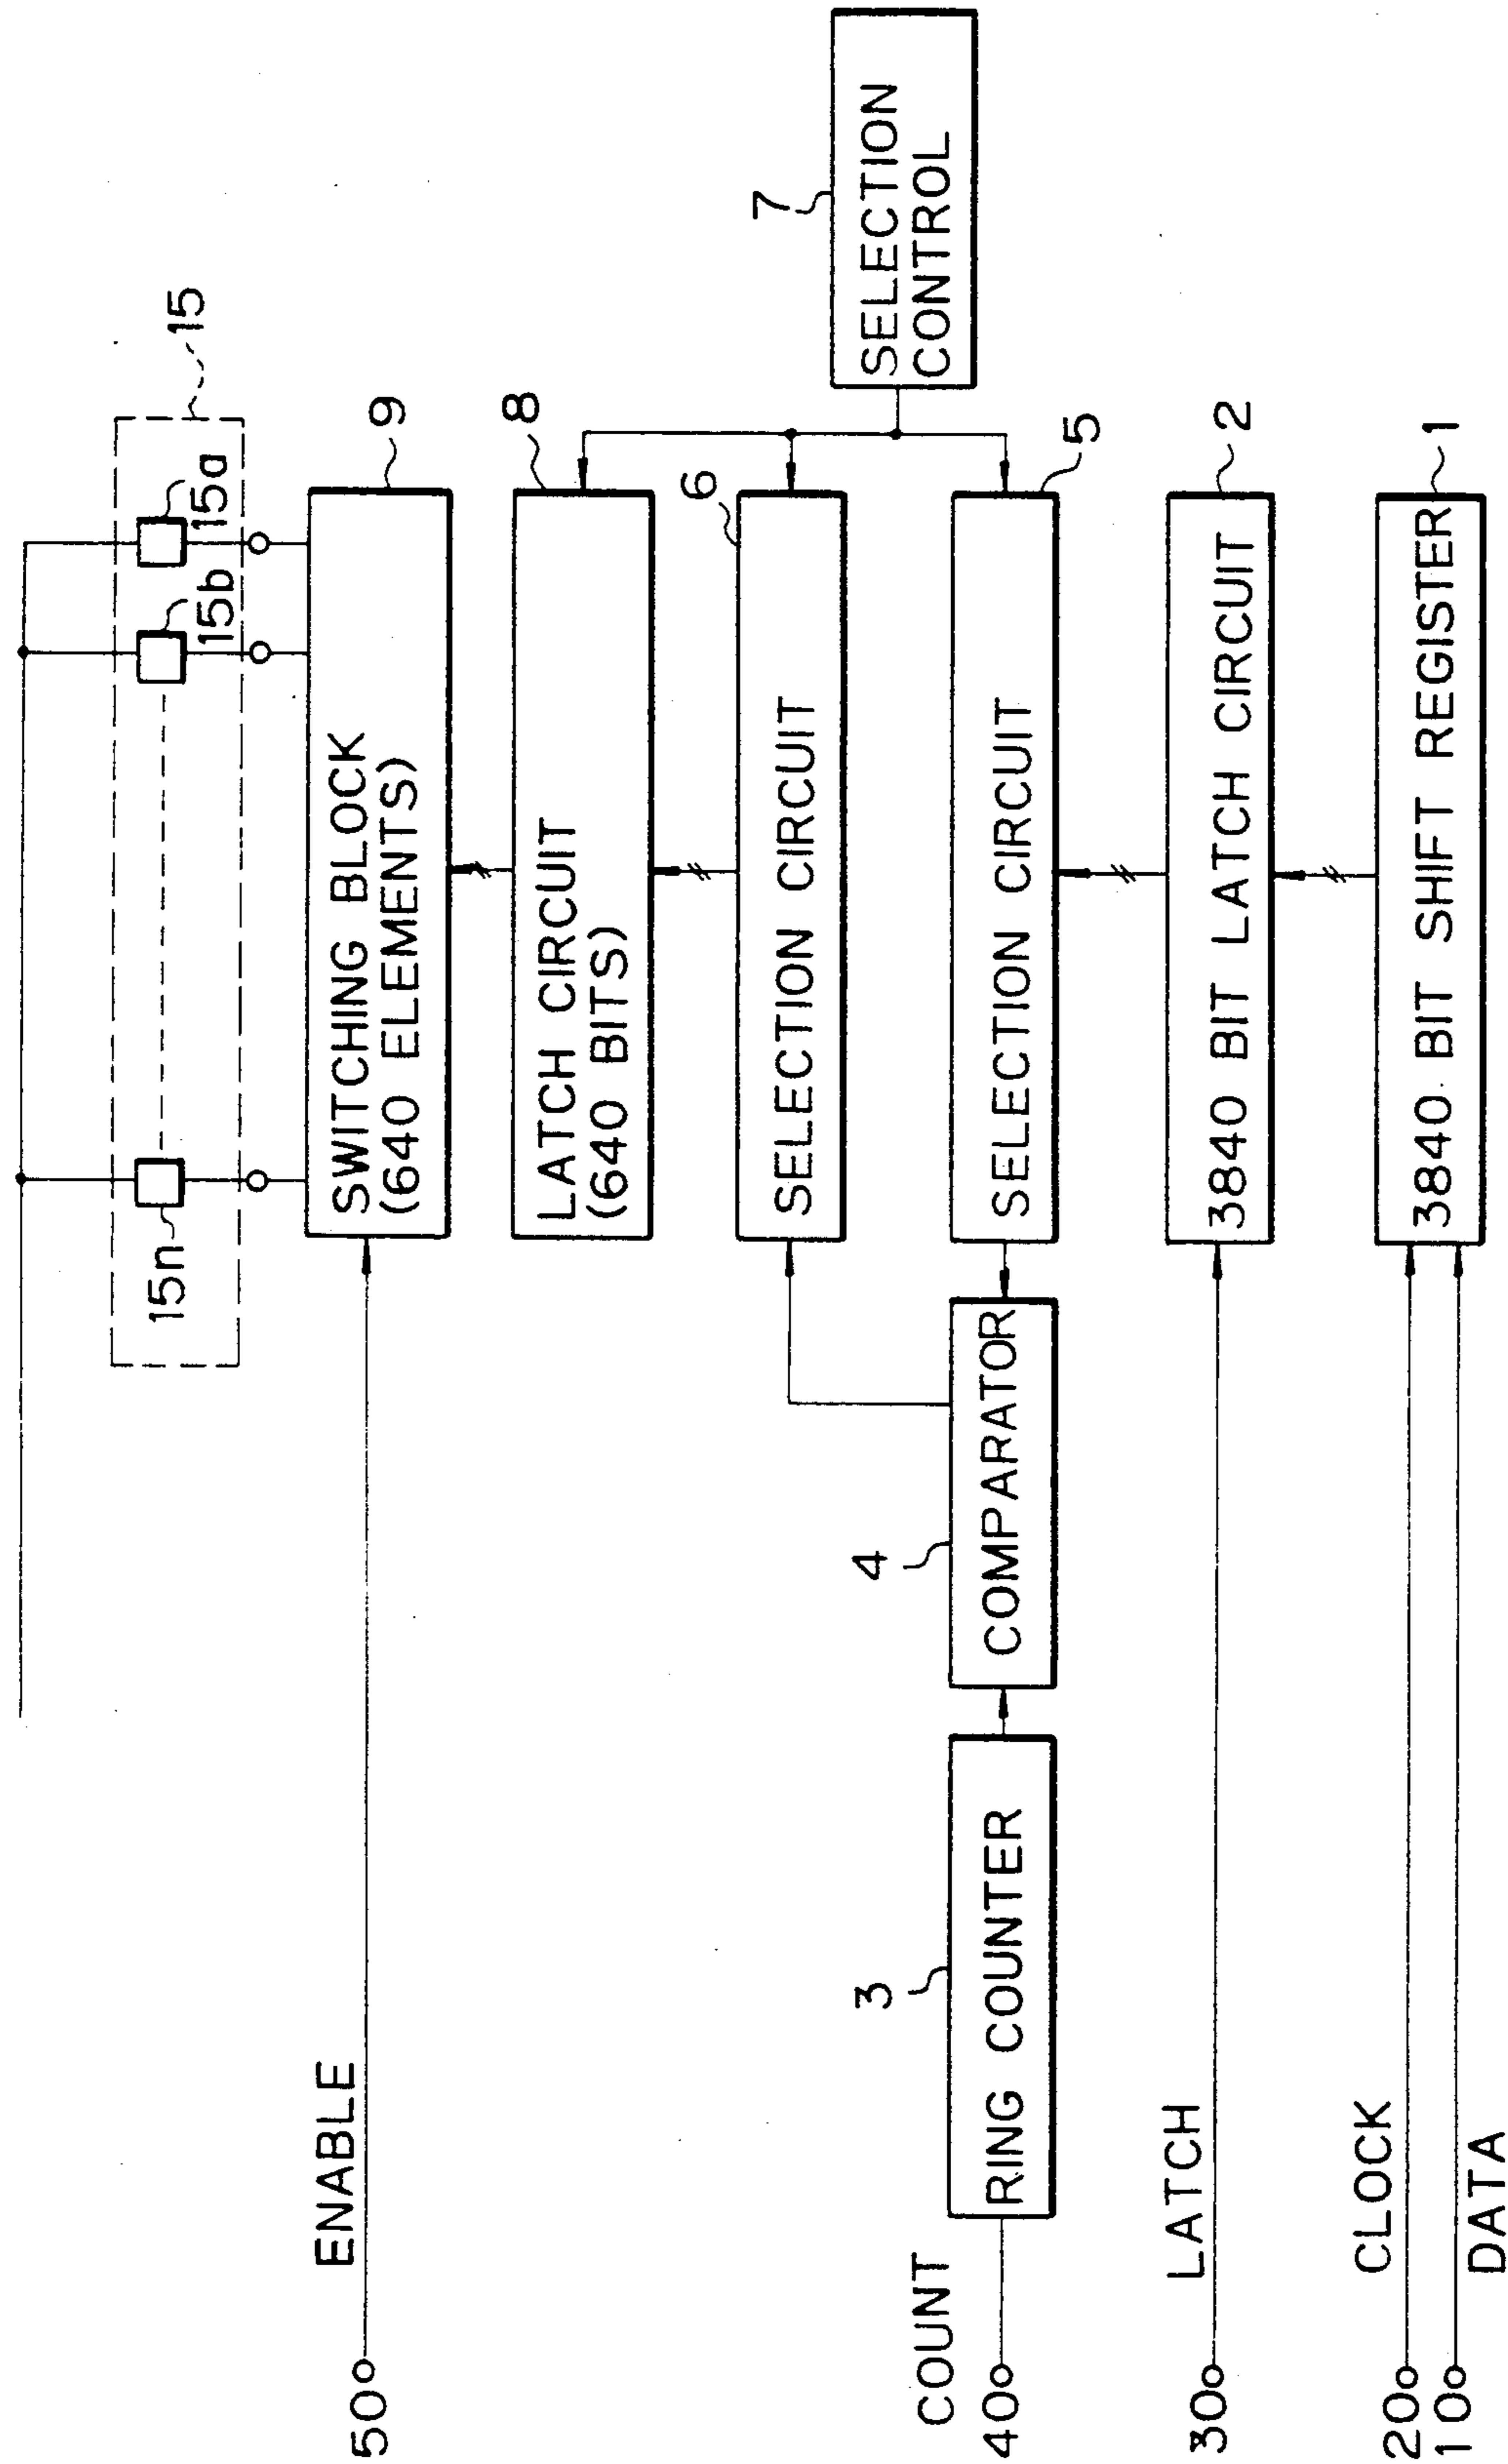 15
15n
15b
15a
50
ENABLE
SWITCHING BLOCK
(640 ELEMENTS)
9
LATCH CIRCUIT
(640 BITS)
8
SELECTION CIRCUIT
6
7
SELECTION
CONTROL
COUNT
40
3
RING COUNTER
4
COMPARATOR
SELECTION CIRCUIT
5
LATCH
30
3840 BIT LATCH CIRCUIT
2
CLOCK
20
10
DATA
3840 BIT SHIFT REGISTER
1